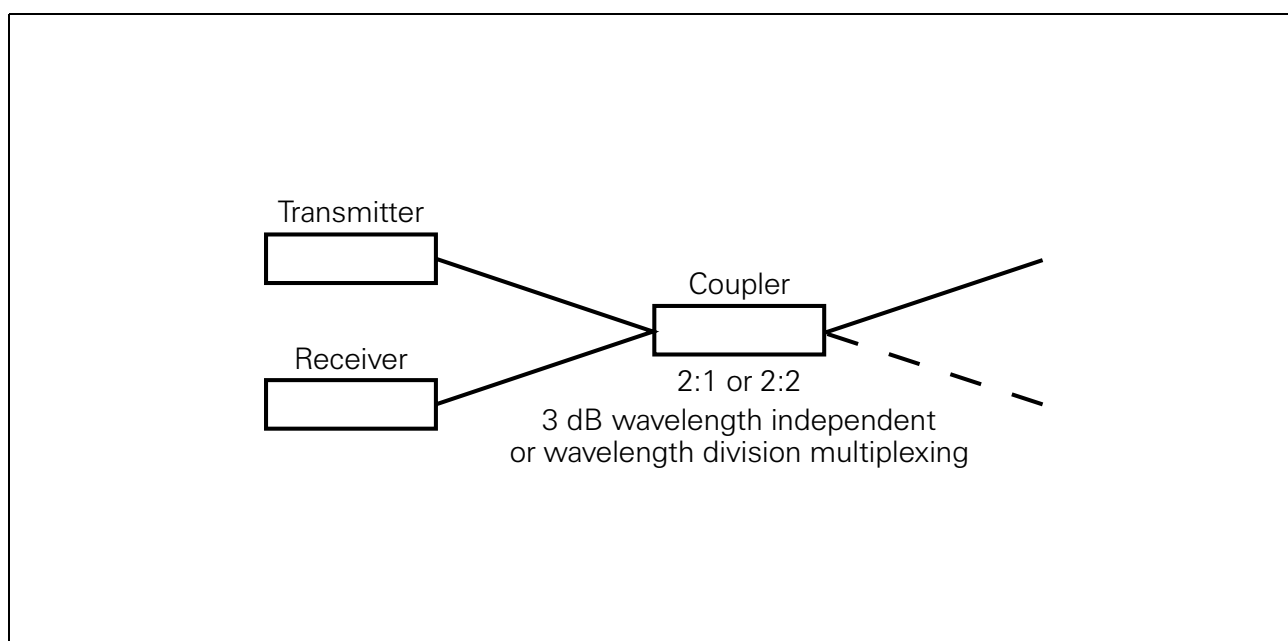 Transmitter
Receiver
Coupler
2:1 or 2:2
3 dB wavelength independent
or wavelength division multiplexing